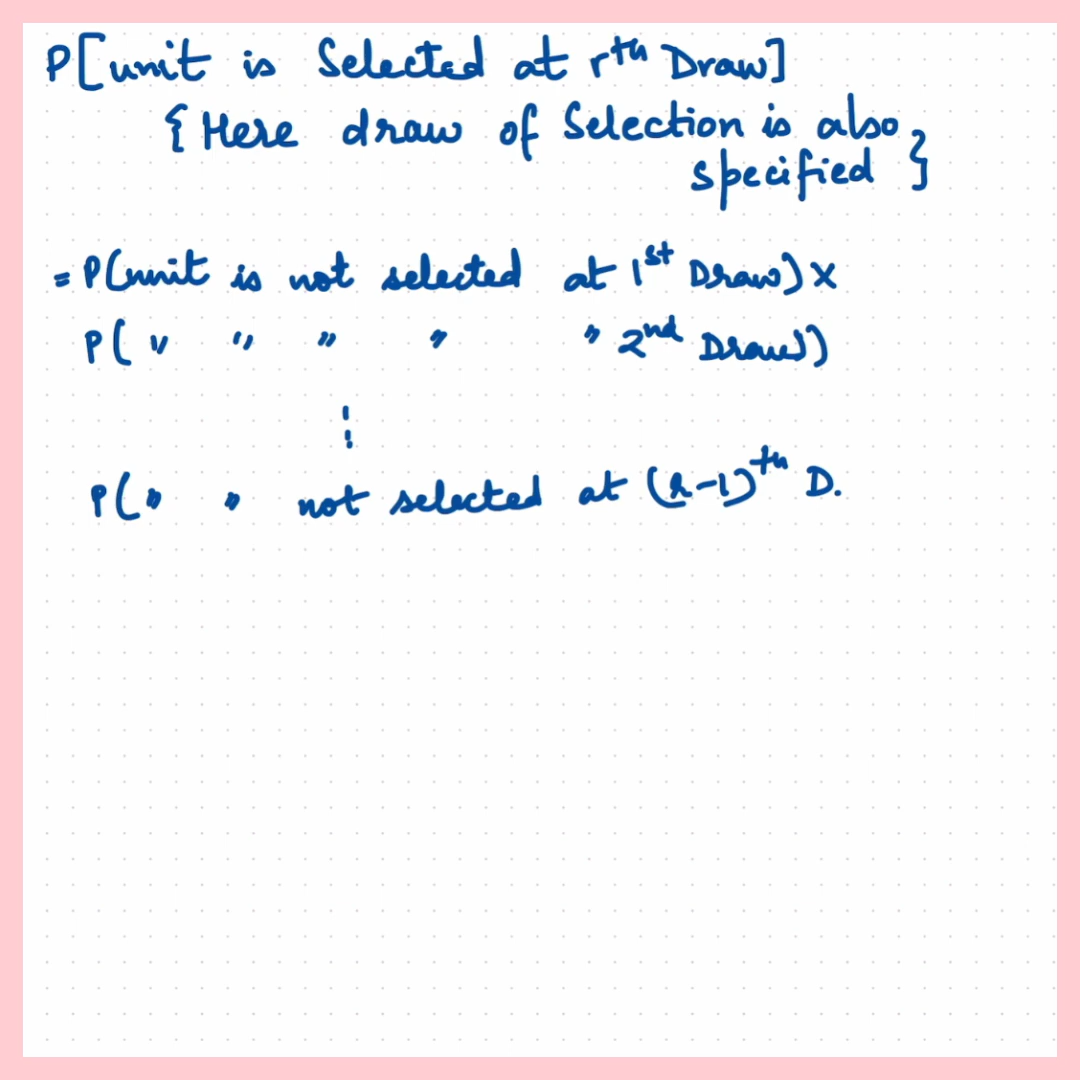 P[unit is Selected at rth Draw]
{ Here draw of Selection is also,
specified }
= P(unit is not selected at 1st Draw) x
P( " " " " " 2nd Draw))
⋮
P( " " not selected at (r-1)th D.